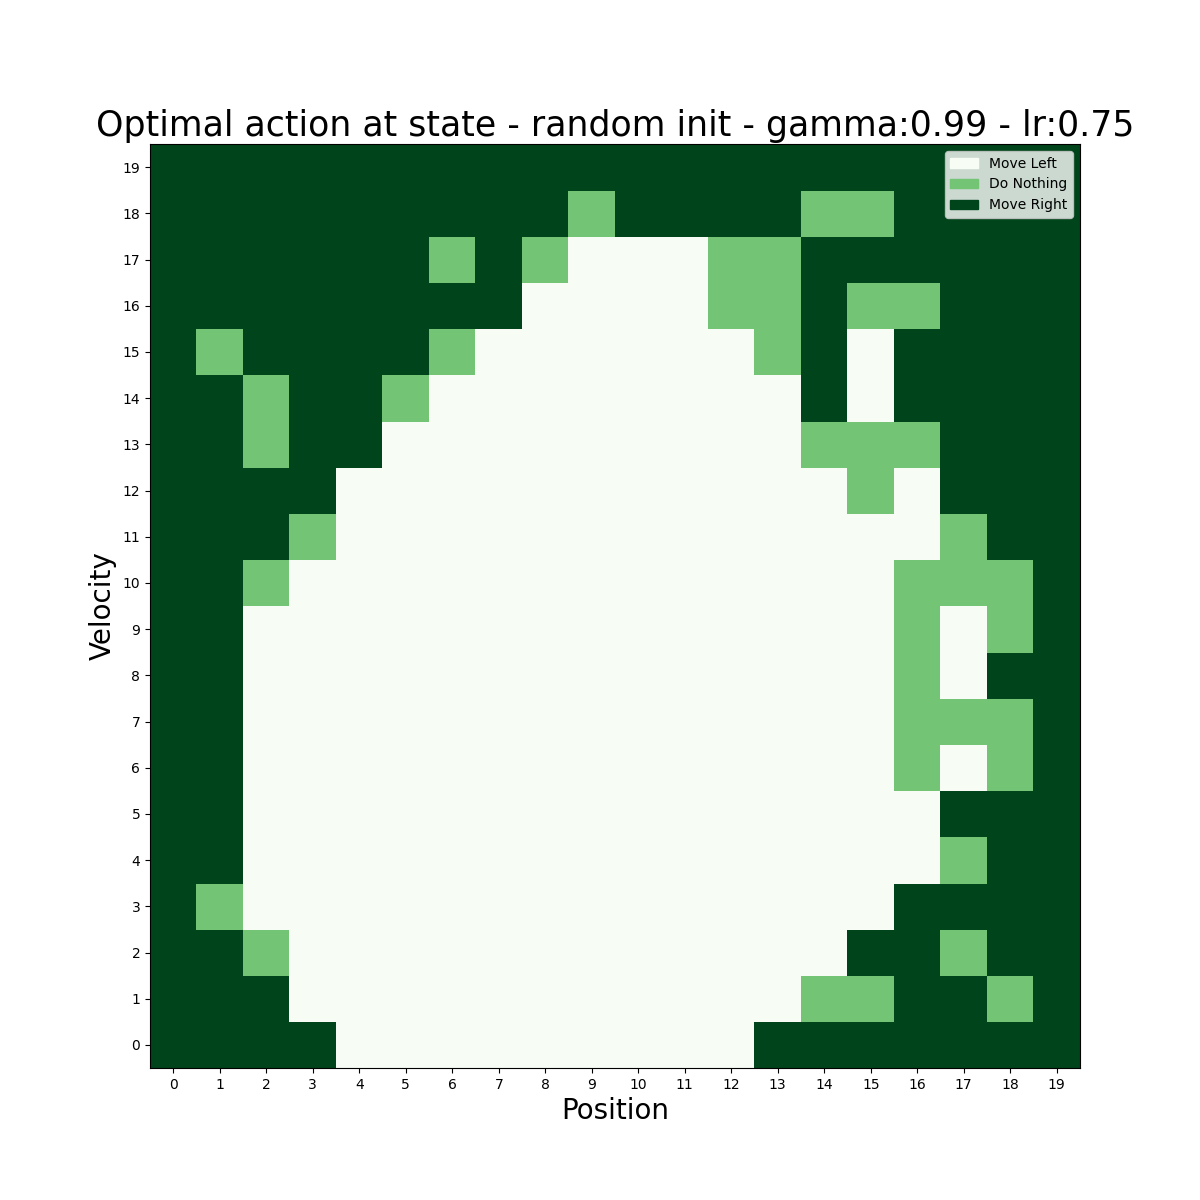 Optimal action at state - random init - gamma:0.99 - lr:0.75
Move Left
Do Nothing
Move Right
Velocity
19
18
17
16
15
14
13
12
11
10
9
8
7
6
5
4
3
2
1
0
0 1 2 3 4 5 6 7 8 9 10 11 12 13 14 15 16 17 18 19
Position